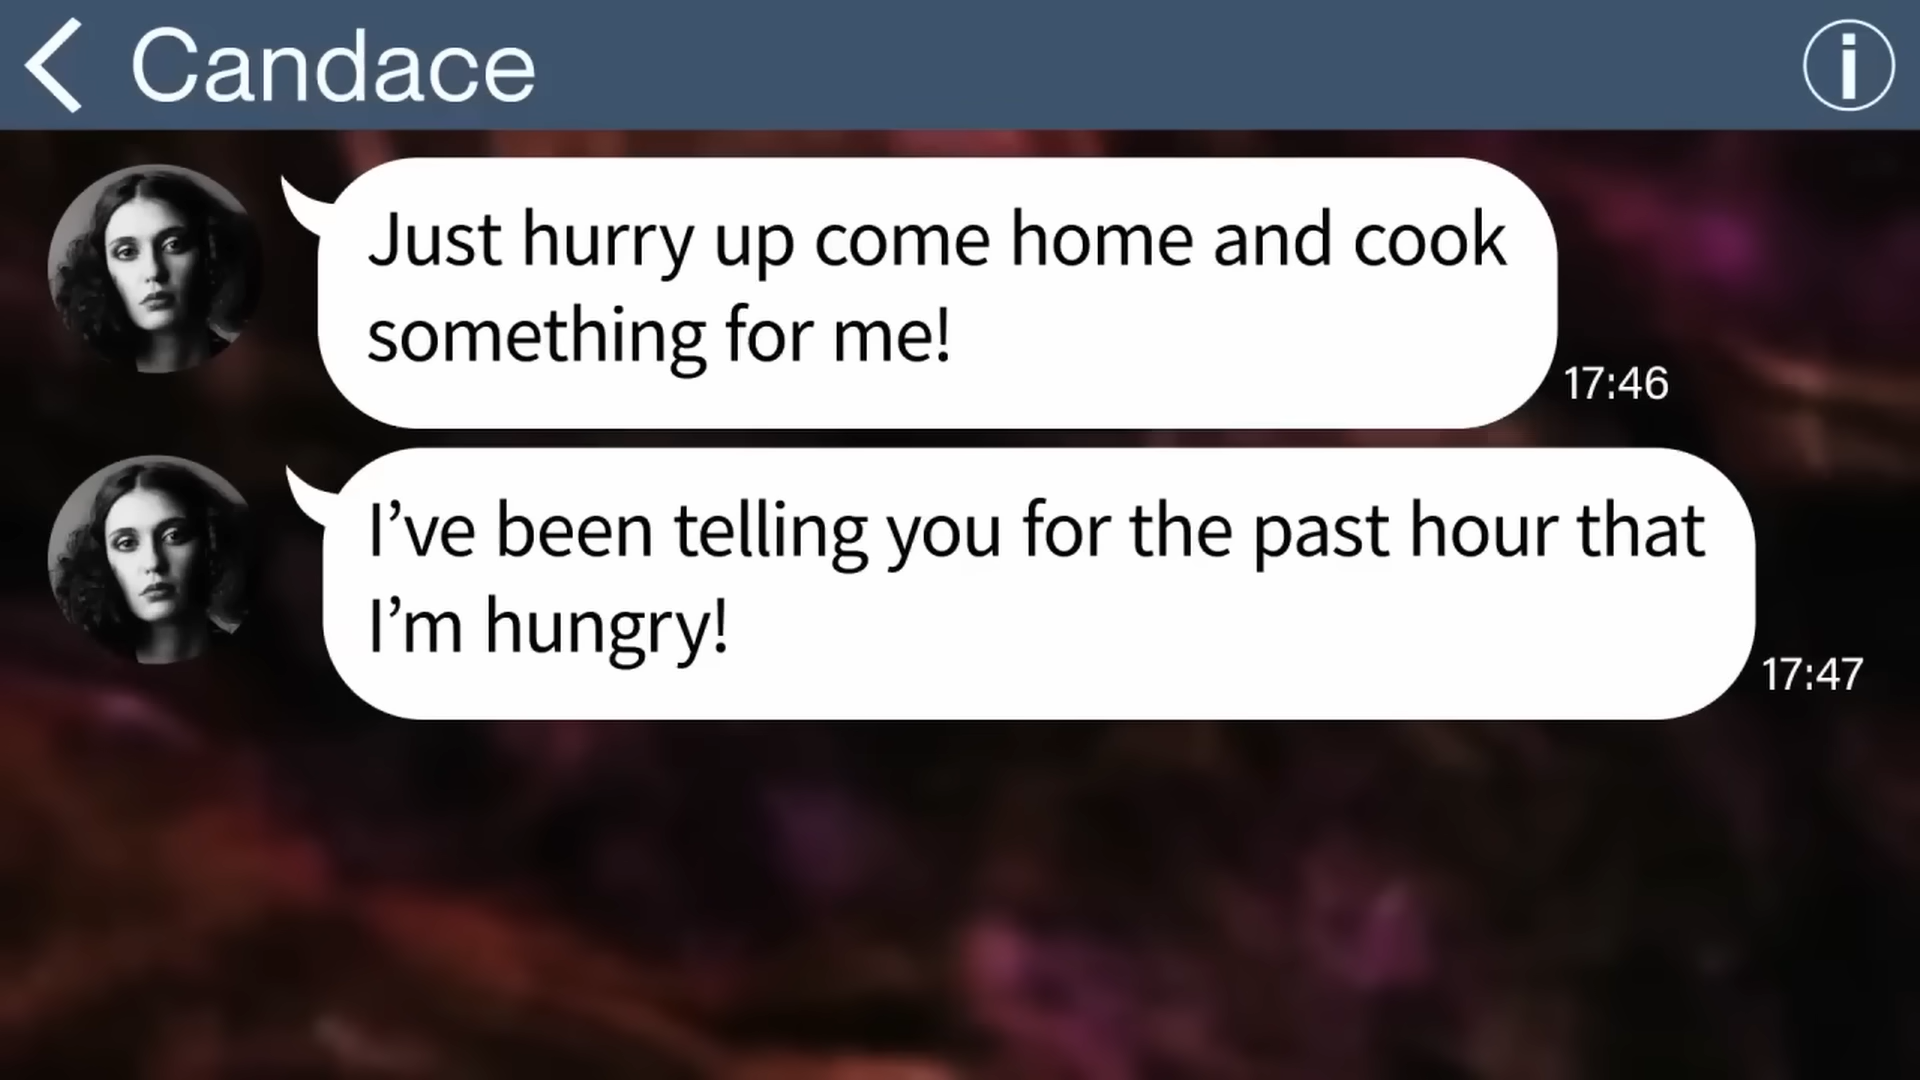 Candace
Just hurry up come home and cook
something for me!
17:46
I’ve been telling you for the past hour that
I’m hungry!
17:47